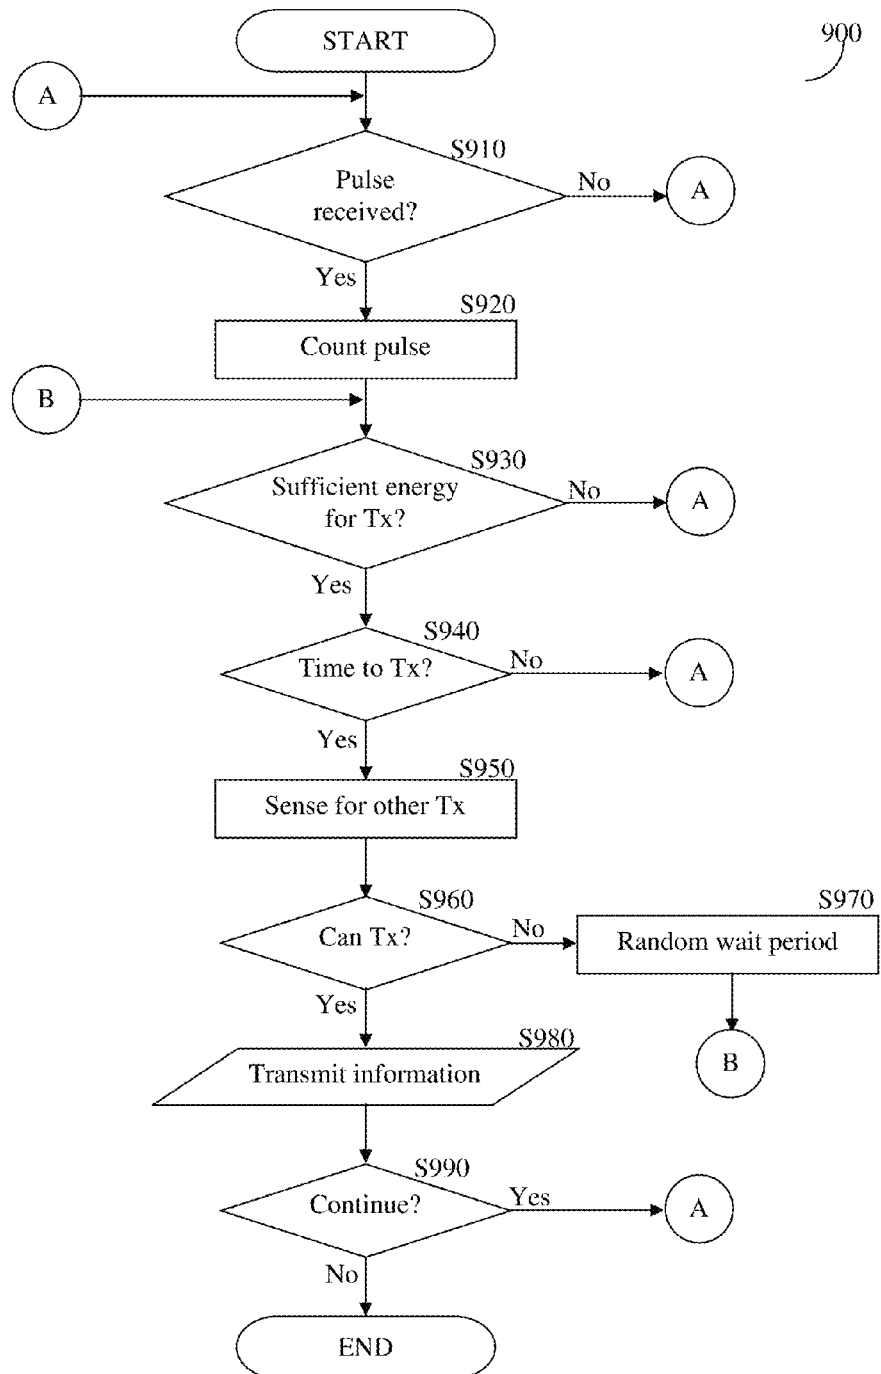 START
900
A
S910
Pulse
received?
No
A
Yes
S920
Count pulse
B
S930
Sufficient energy
for Tx?
No
A
Yes
S940
Time to Tx?
No
A
Yes
S950
Sense for other Tx
S960
Can Tx?
No
S970
Random wait period
Yes
B
S980
Transmit information
S990
Continue?
Yes
A
No
END